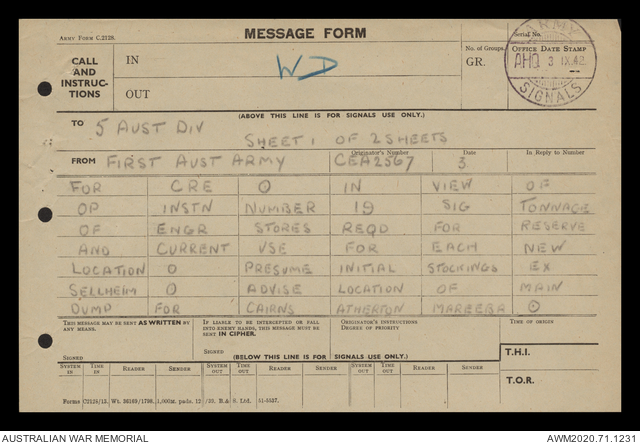 ARMY FORM C.2128.
MESSAGE FORM
Serial No.
CALL AND INSTRUC-TIONS
IN
WD
No. of Groups.
GR.
OFFICE DATE STAMP
ARMY
AHQ 3 IX.42
SIGNALS
OUT
(ABOVE THIS LINE IS FOR SIGNALS USE ONLY.)
TO 5 AUST DIV
SHEET 1 OF 2 SHEETS
FROM FIRST AUST ARMY
Originator's Number
CEA2567
Date
3
In Reply to Number
FOR CRE O IN VIEW OF
OP INSTN NUMBER 19 SIG TONNAGE
OF ENGR STORES REQD FOR RESERVE
AND CURRENT VSE FOR EACH NEW
LOCATION O PRESUME INITIAL STOCKINGS EX
SELLHEIM O ADVISE LOCATION OF MAIN
DUMP FOR CAIRNS ATHERTON MAREEBA O
THIS MESSAGE MAY BE SENT AS WRITTEN BY ANY MEANS.
SIGNED
IF LIABLE TO BE INTERCEPTED OR FALL INTO ENEMY HANDS, THIS MESSAGE MUST BE SENT IN CIPHER.
SIGNED
ORIGINATOR'S INSTRUCTIONS
DEGREE OF PRIORITY
TIME OF ORIGIN
(BELOW THIS LINE IS FOR SIGNALS USE ONLY.)
T.H.I.
SYSTEM IN TIME IN READER SENDER SYSTEM OUT TIME OUT READER SENDER SYSTEM OUT TIME OUT READER SENDER
T.O.R.
AUSTRALIAN WAR MEMORIAL
AWM2020.71.1231